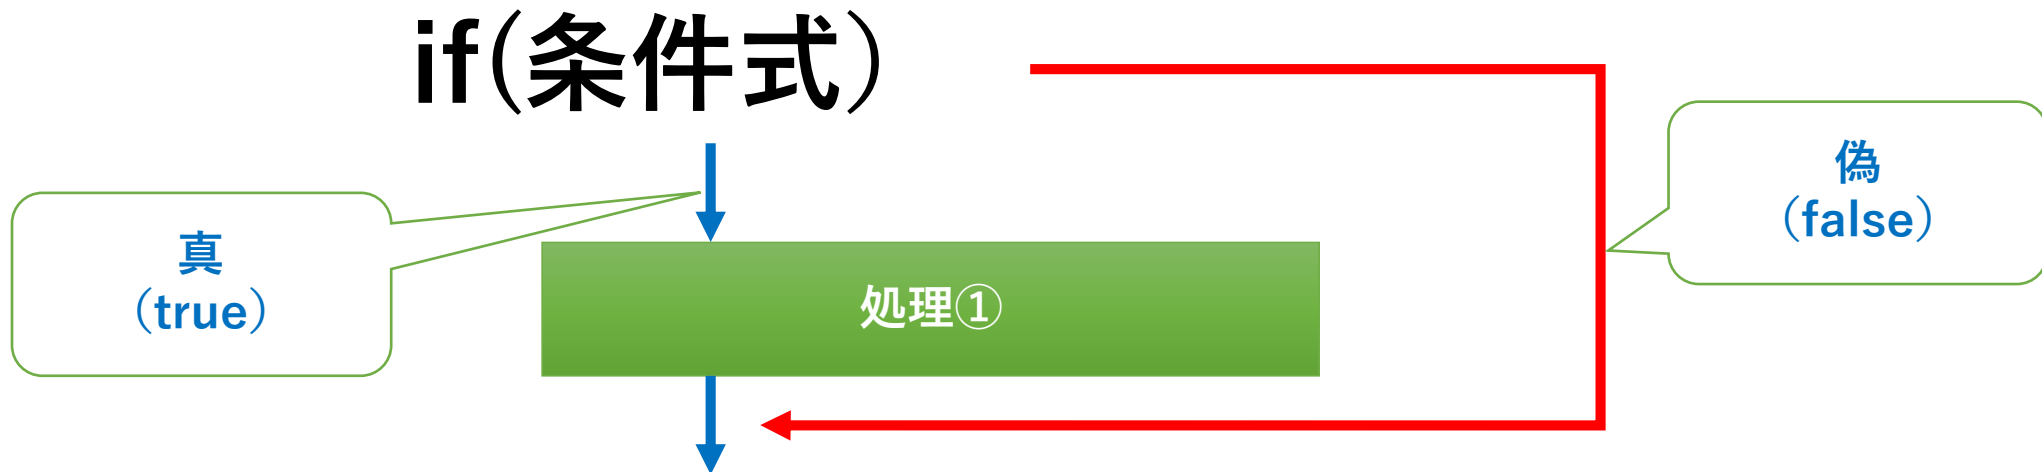 if(条件式)
真
（true）
偽
（false）
処理①